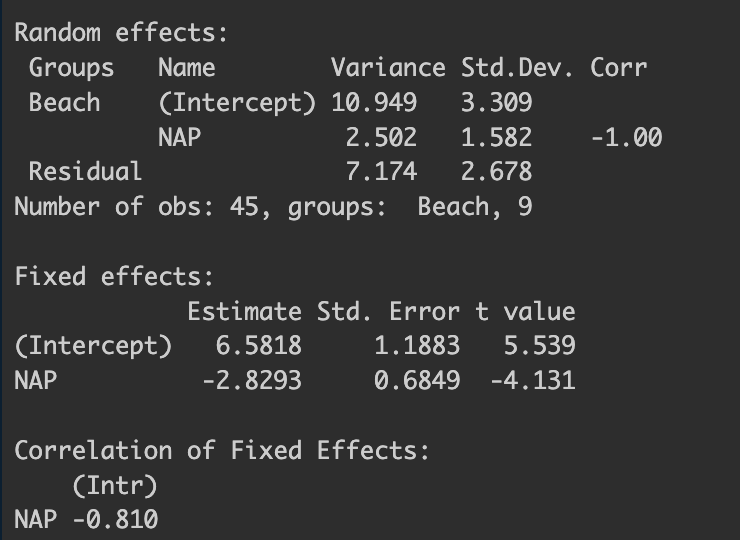 Random effects:
 Groups   Name        Variance Std.Dev. Corr
 Beach    (Intercept) 10.949   3.309
          NAP          2.502   1.582    -1.00
 Residual              7.174   2.678
Number of obs: 45, groups:  Beach, 9

Fixed effects:
            Estimate Std. Error t value
(Intercept)   6.5818     1.1883   5.539
NAP          -2.8293     0.6849  -4.131

Correlation of Fixed Effects:
    (Intr)
NAP -0.810